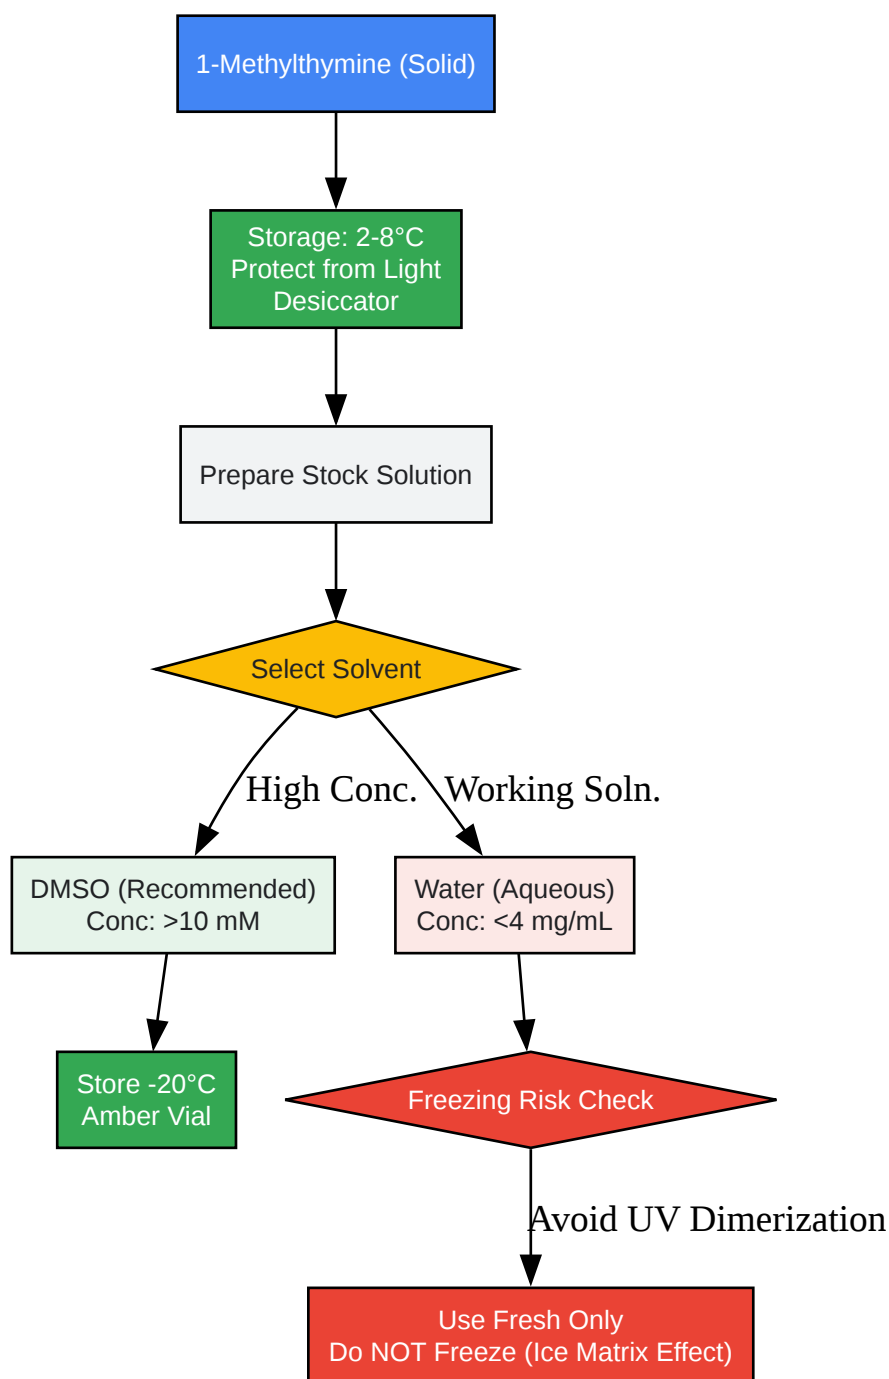 1-Methylthymine (Solid)
Storage: 2-8°C
Protect from Light
Desiccator
Prepare Stock Solution
Select Solvent
High Conc.
Working Soln.
DMSO (Recommended)
Conc: >10 mM
Water (Aqueous)
Conc: <4 mg/mL
Store -20°C
Amber Vial
Freezing Risk Check
Avoid UV Dimerization
Use Fresh Only
Do NOT Freeze (Ice Matrix Effect)